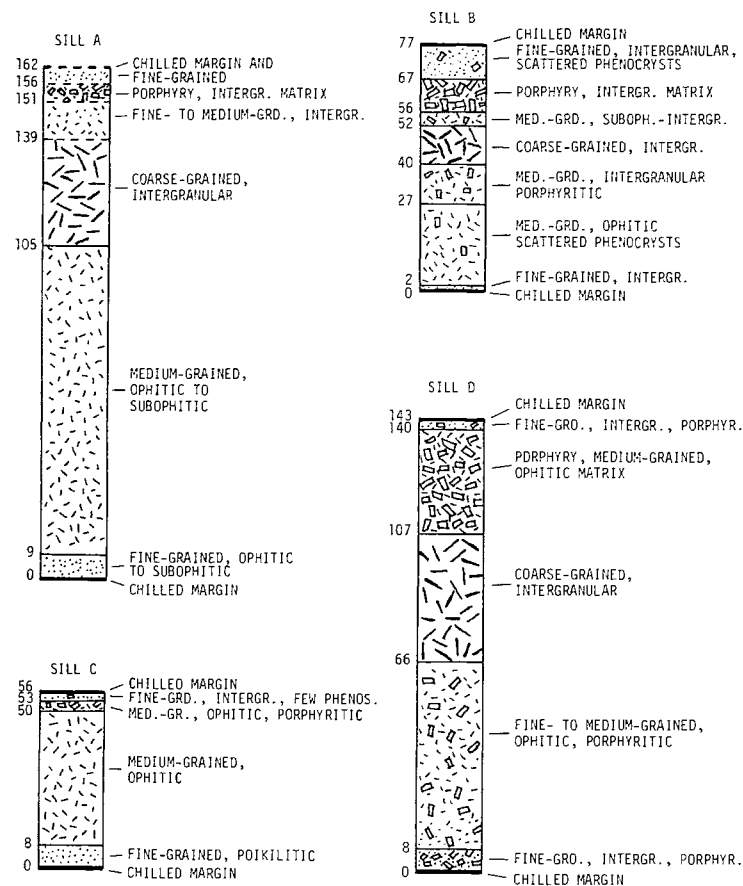 SILL A
162
156
151
139
105
9
0
CHILLED MARGIN AND
FINE-GRAINED
PORPHYRY, INTERGR. MATRIX
FINE- TO MEDIUM-GRD., INTERGR.
COARSE-GRAINED,
INTERGRANULAR
MEDIUM-GRAINED,
OPHITIC TO
SUBOPHITIC
FINE-GRAINED, OPHITIC
TO SUBOPHITIC
CHILLED MARGIN
SILL B
77
67
56
52
40
27
2
0
CHILLED MARGIN
FINE-GRAINED, INTERGRANULAR,
SCATTERED PHENOCRYSTS
PORPHYRY, INTERGR. MATRIX
MED.-GRD., SUBOPH.-INTERGR.
COARSE-GRAINED, INTERGR.
MED.-GRD., INTERGRANULAR
PORPHYRITIC
MED.-GRD., OPHITIC
SCATTERED PHENOCRYSTS
FINE-GRAINED, INTERGR.
CHILLED MARGIN
SILL C
56
53
50
8
0
CHILLED MARGIN
FINE-GRD., INTERGR., FEW PHENOS.
MED.-GR., OPHITIC, PORPHYRITIC
MEDIUM-GRAINED,
OPHITIC
FINE-GRAINED, POIKILITIC
CHILLED MARGIN
SILL D
143
140
107
66
8
0
CHILLED MARGIN
FINE-GRO., INTERGR., PORPHYR.
PORPHYRY, MEDIUM-GRAINED,
OPHITIC MATRIX
COARSE-GRAINED,
INTERGRANULAR
FINE- TO MEDIUM-GRAINED,
OPHITIC, PORPHYRITIC
FINE-GRO., INTERGR., PORPHYR.
CHILLED MARGIN